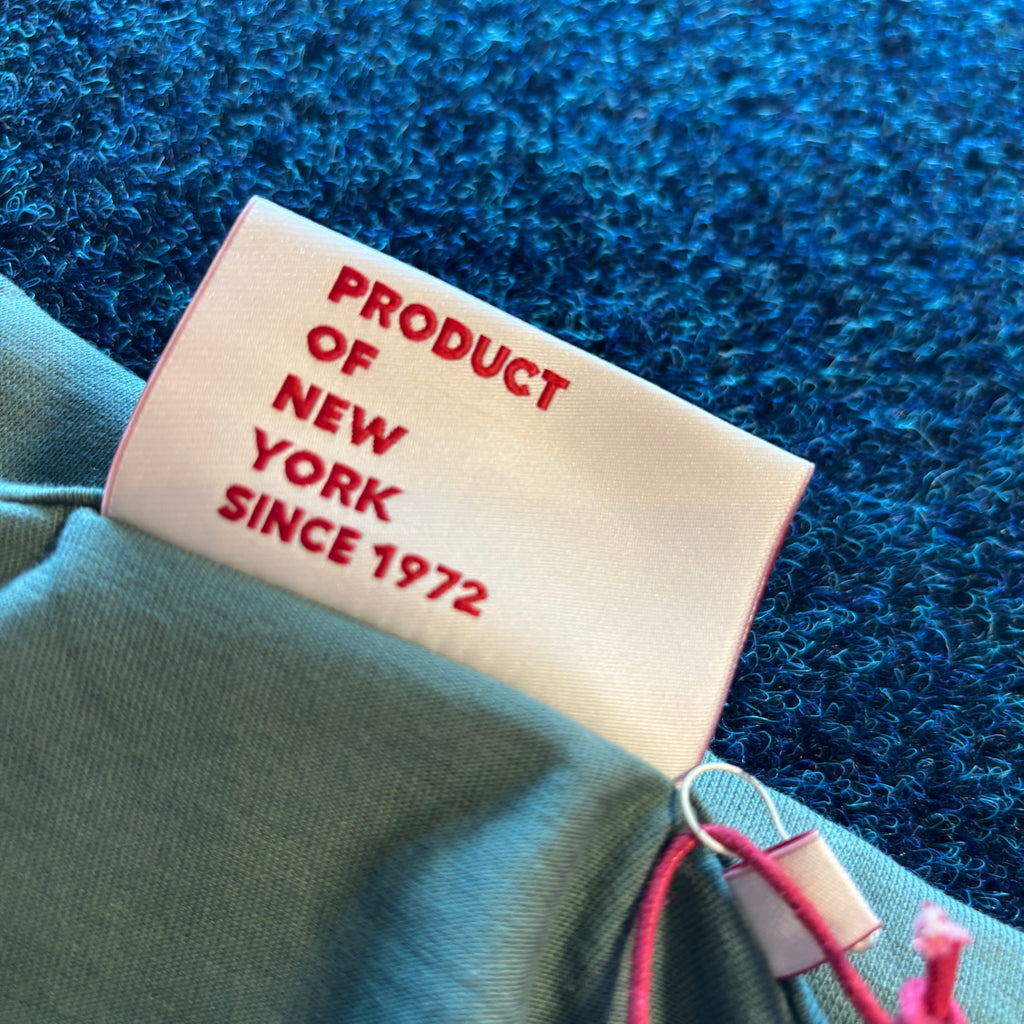 PRODUCT
OF
NEW
YORK
SINCE 1972